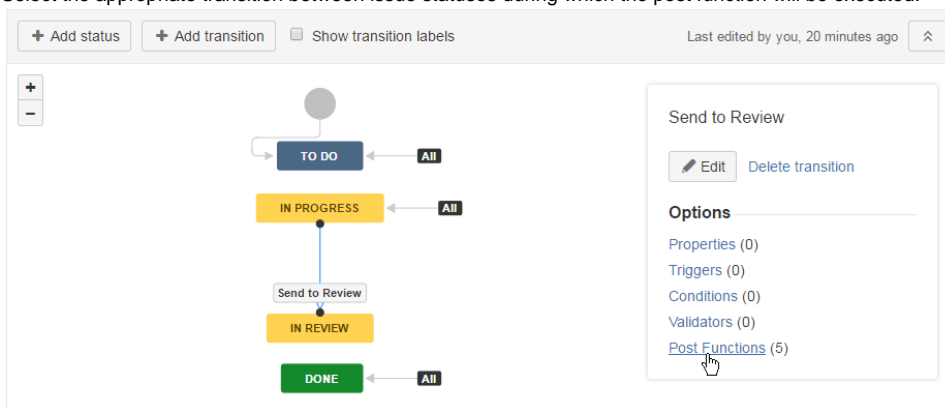 Select the appropriate transition between issue statuses during which the post function will be executed.
+ Add status + Add transition Show transition labels Last edited by you, 20 minutes ago
+
−
Send to Review
TO DO All
Edit Delete transition
IN PROGRESS All
Options
Properties (0)
Triggers (0)
Send to Review
Conditions (0)
IN REVIEW
Validators (0)
Post Functions (5)
DONE All